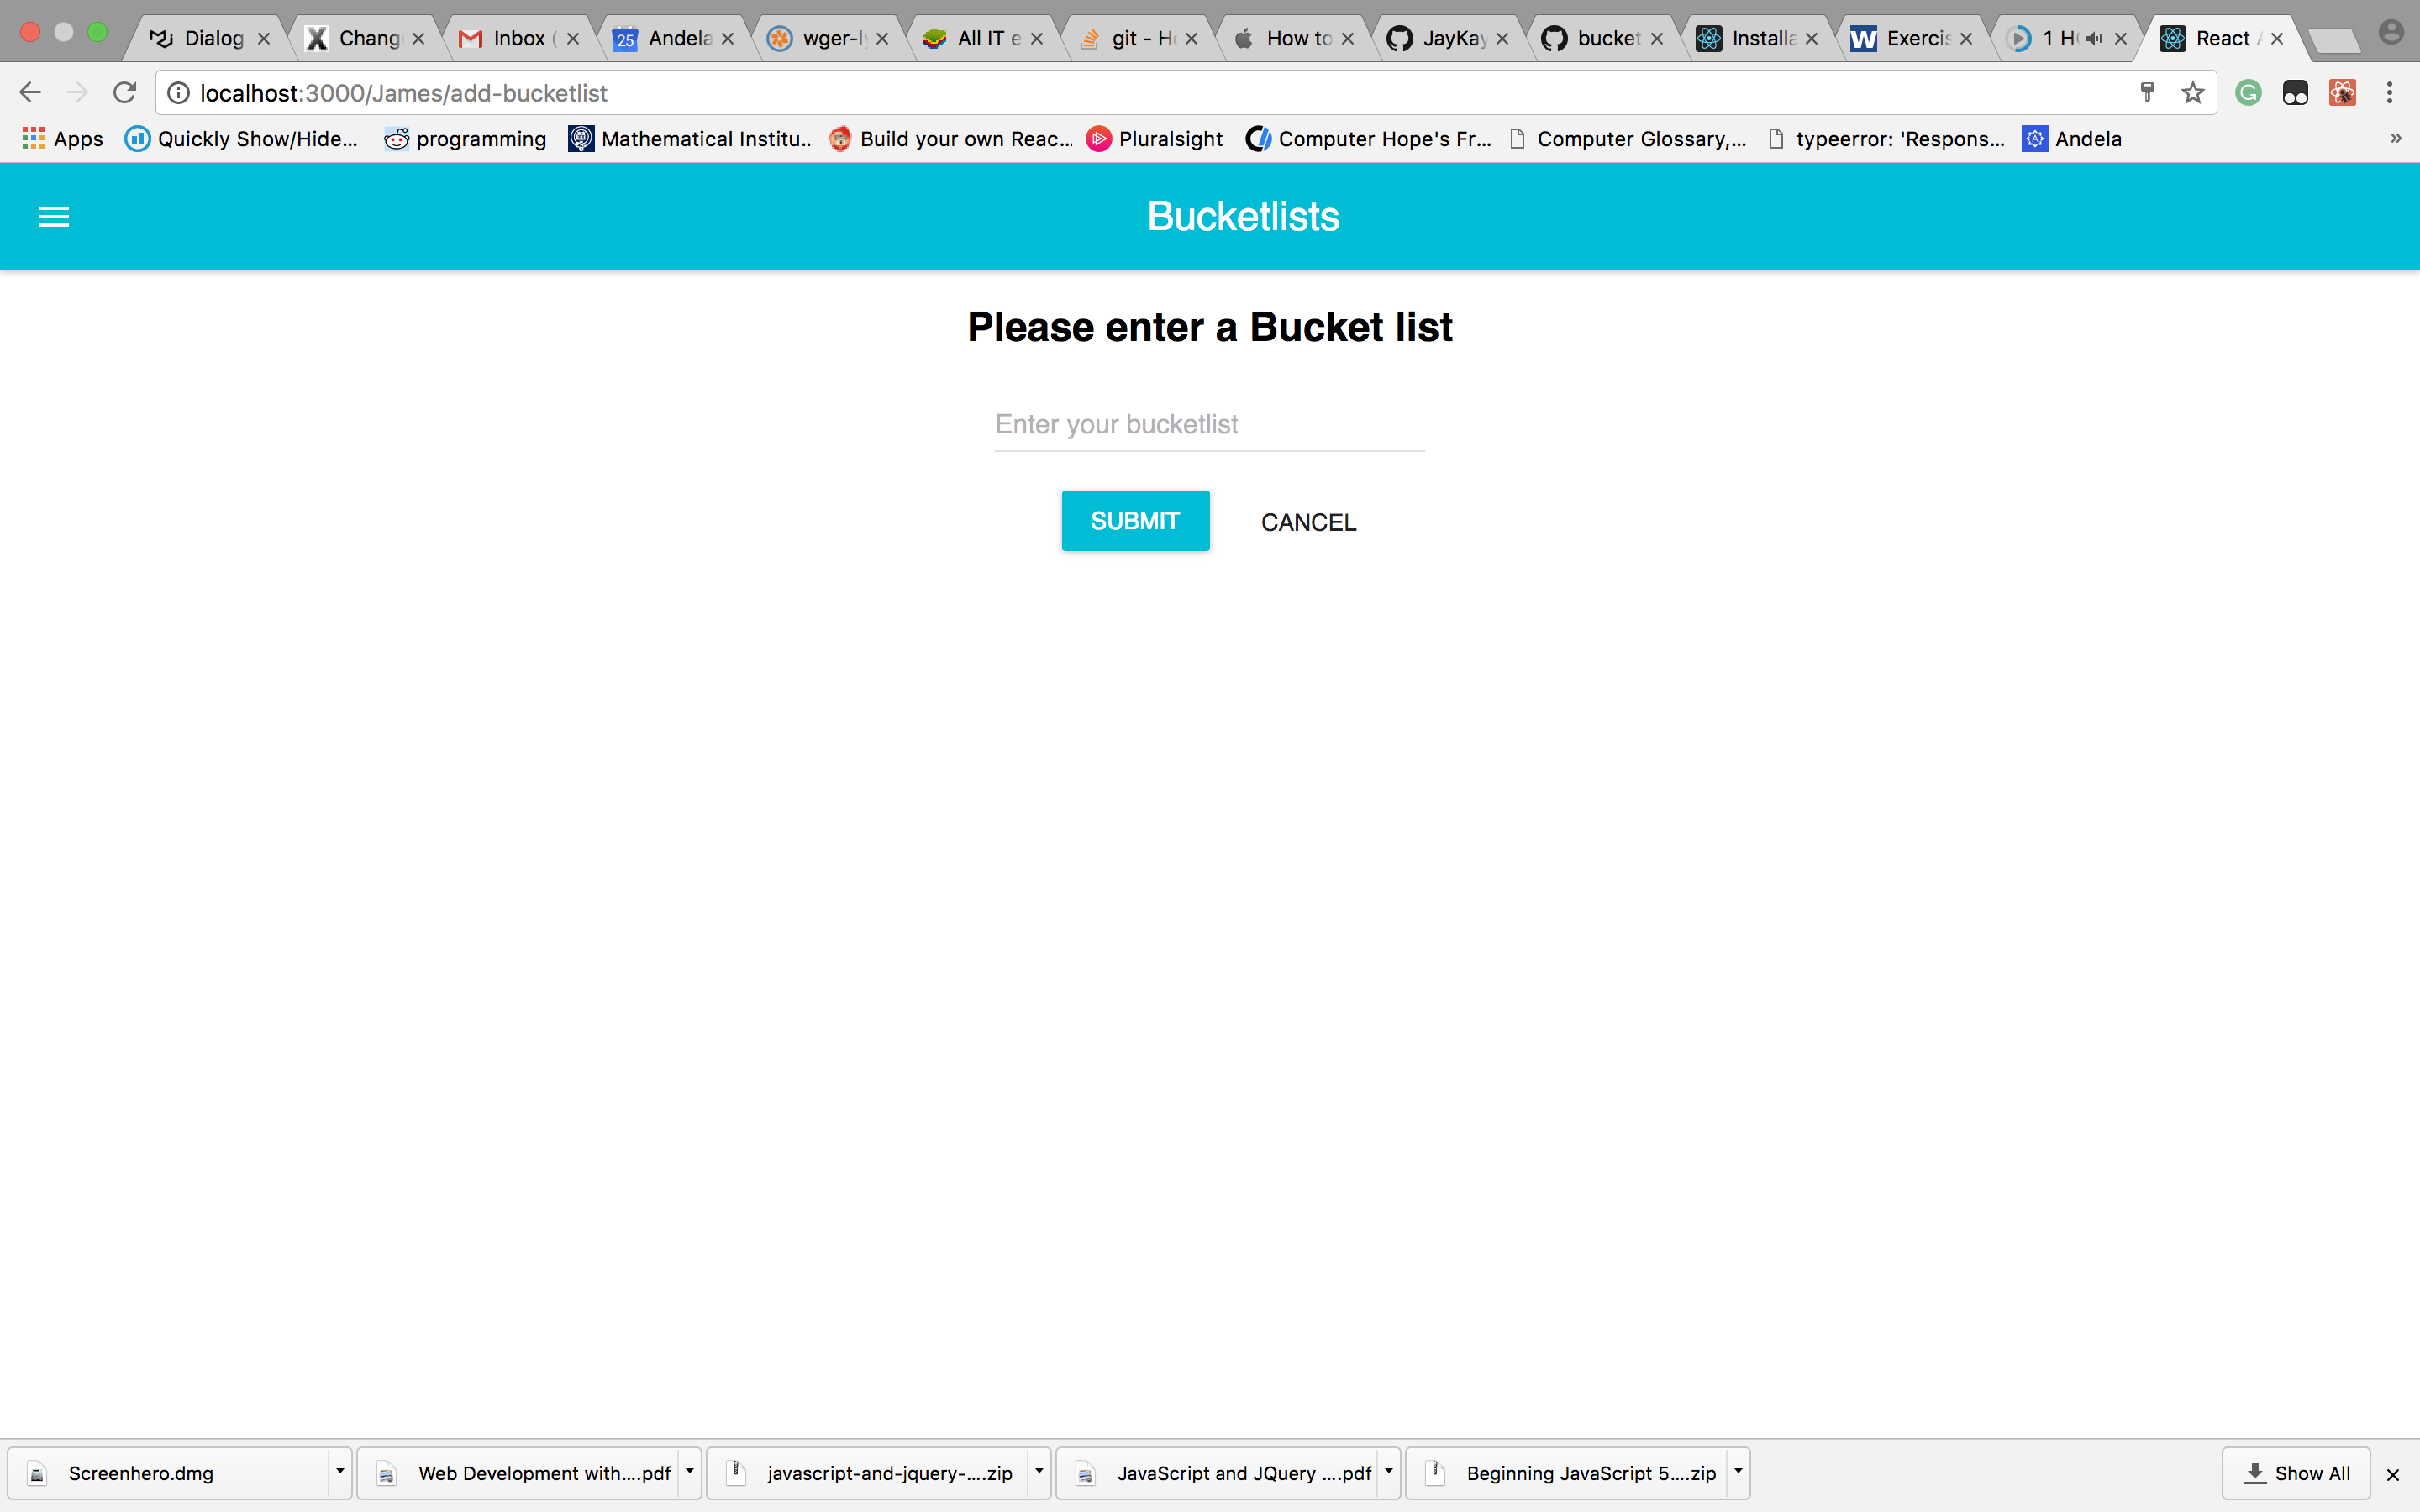 Dialog
Chang
Inbox (
25 Andela
wger-l
All IT e
git - H
How to
JayKay
bucket
Installa
W Exercis
1 H
React
localhost:3000/James/add-bucketlist
Apps Quickly Show/Hide... programming Mathematical Institu... Build your own Reac... Pluralsight Computer Hope's Fr... Computer Glossary,... typeerror: 'Respons... Andela »
Bucketlists
Please enter a Bucket list
Enter your bucketlist
SUBMIT CANCEL
Screenhero.dmg Web Development with....pdf javascript-and-jquery-....zip JavaScript and JQuery ....pdf Beginning JavaScript 5....zip Show All